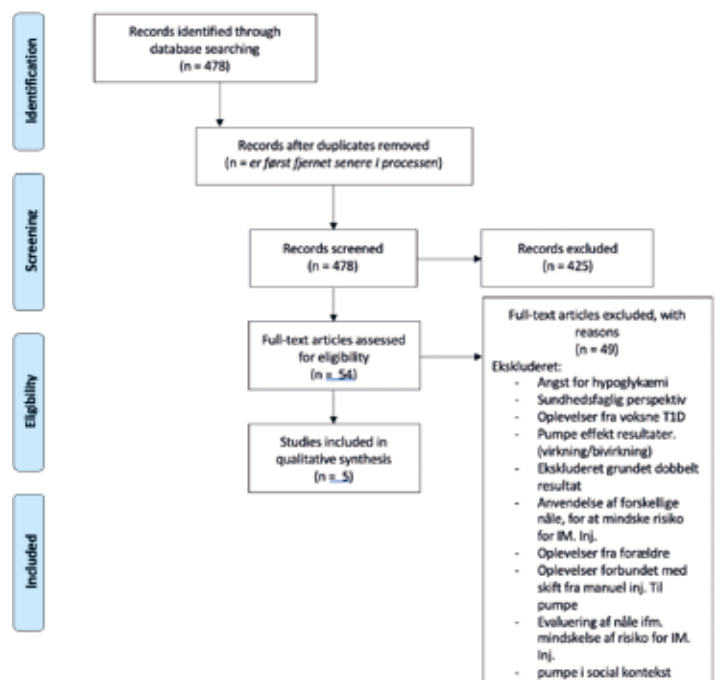 Identification
Records identified through
database searching
(n = 478)
Records after duplicates removed
(n = er først fjernet senere i processen)
Screening
Records screened
(n = 478)
Records excluded
(n = 425)
Eligibility
Full-text articles assessed
for eligibility
(n = 54)
Full-text articles excluded, with
reasons
(n = 49)
Ekskluderet:
- Angst for hypoglykæmi
- Sundhedsfaglig perspektiv
- Oplevelser fra voksne T1D
- Pumpe effekt resultater.
(virkning/bivirkning)
- Ekskluderet grundet dobbelt
resultat
- Anvendelse af forskellige
nåle, for at mindske risiko
for IM. Inj.
- Oplevelser fra forældre
- Oplevelser forbundet med
skift fra manuel inj. Til
pumpe
- Evaluering af nåle ifm.
mindskelse af risiko for IM.
Inj.
- pumpe i social kontekst
Included
Studies included in
qualitative synthesis
(n = 5)